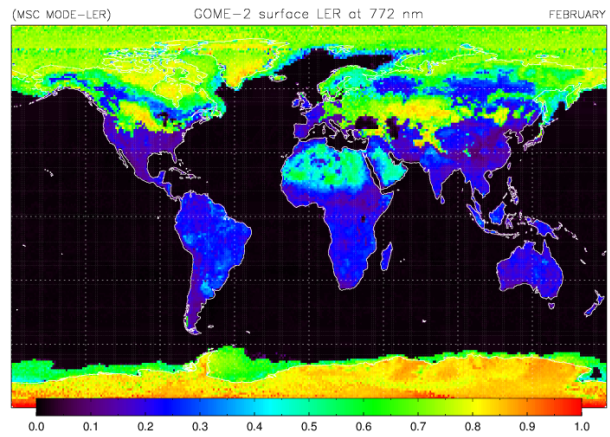 (MSC MODE-LER) GOME-2 surface LER at 772 nm FEBRUARY
0.0 0.1 0.2 0.3 0.4 0.5 0.6 0.7 0.8 0.9 1.0